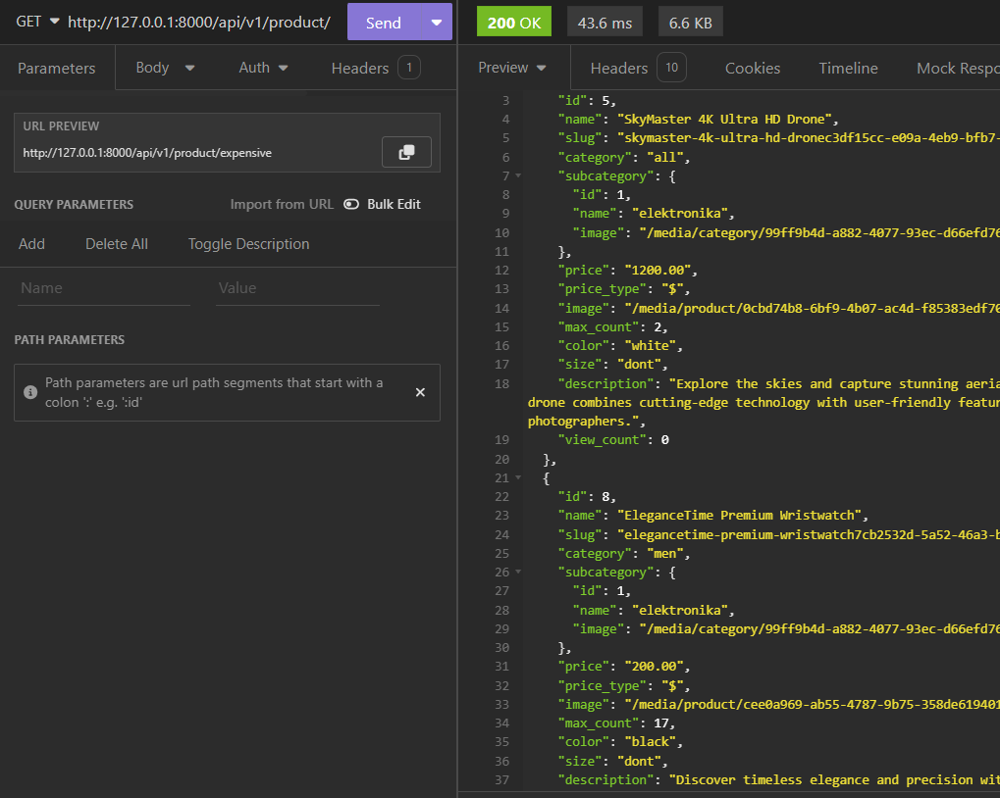 GET http://127.0.0.1:8000/api/v1/product/ Send
Parameters Body Auth Headers 1
URL PREVIEW
http://127.0.0.1:8000/api/v1/product/expensive
QUERY PARAMETERS Import from URL Bulk Edit
Add Delete All Toggle Description
Name Value
PATH PARAMETERS
Path parameters are url path segments that start with a
colon ':' e.g. ':id'
200 OK 43.6 ms 6.6 KB
Preview Headers 10 Cookies Timeline Mock Respo
3 "id": 5,
4 "name": "SkyMaster 4K Ultra HD Drone",
5 "slug": "skymaster-4k-ultra-hd-dronec3df15cc-e09a-4eb9-bfb7-
6 "category": "all",
7 "subcategory": {
8 "id": 1,
9 "name": "elektronika",
10 "image": "/media/category/99ff9b4d-a882-4077-93ec-d66efd76
11 },
12 "price": "1200.00",
13 "price_type": "$",
14 "image": "/media/product/0cbd74b8-6bf9-4b07-ac4d-f85383edf70
15 "max_count": 2,
16 "color": "white",
17 "size": "dont",
18 "description": "Explore the skies and capture stunning aeria
drone combines cutting-edge technology with user-friendly featur
photographers.",
19 "view_count": 0
20 },
21 {
22 "id": 8,
23 "name": "EleganceTime Premium Wristwatch",
24 "slug": "elegancetime-premium-wristwatch7cb2532d-5a52-46a3-b
25 "category": "men",
26 "subcategory": {
27 "id": 1,
28 "name": "elektronika",
29 "image": "/media/category/99ff9b4d-a882-4077-93ec-d66efd76
30 },
31 "price": "200.00",
32 "price_type": "$",
33 "image": "/media/product/cee0a969-ab55-4787-9b75-358de619401
34 "max_count": 17,
35 "color": "black",
36 "size": "dont",
37 "description": "Discover timeless elegance and precision wit